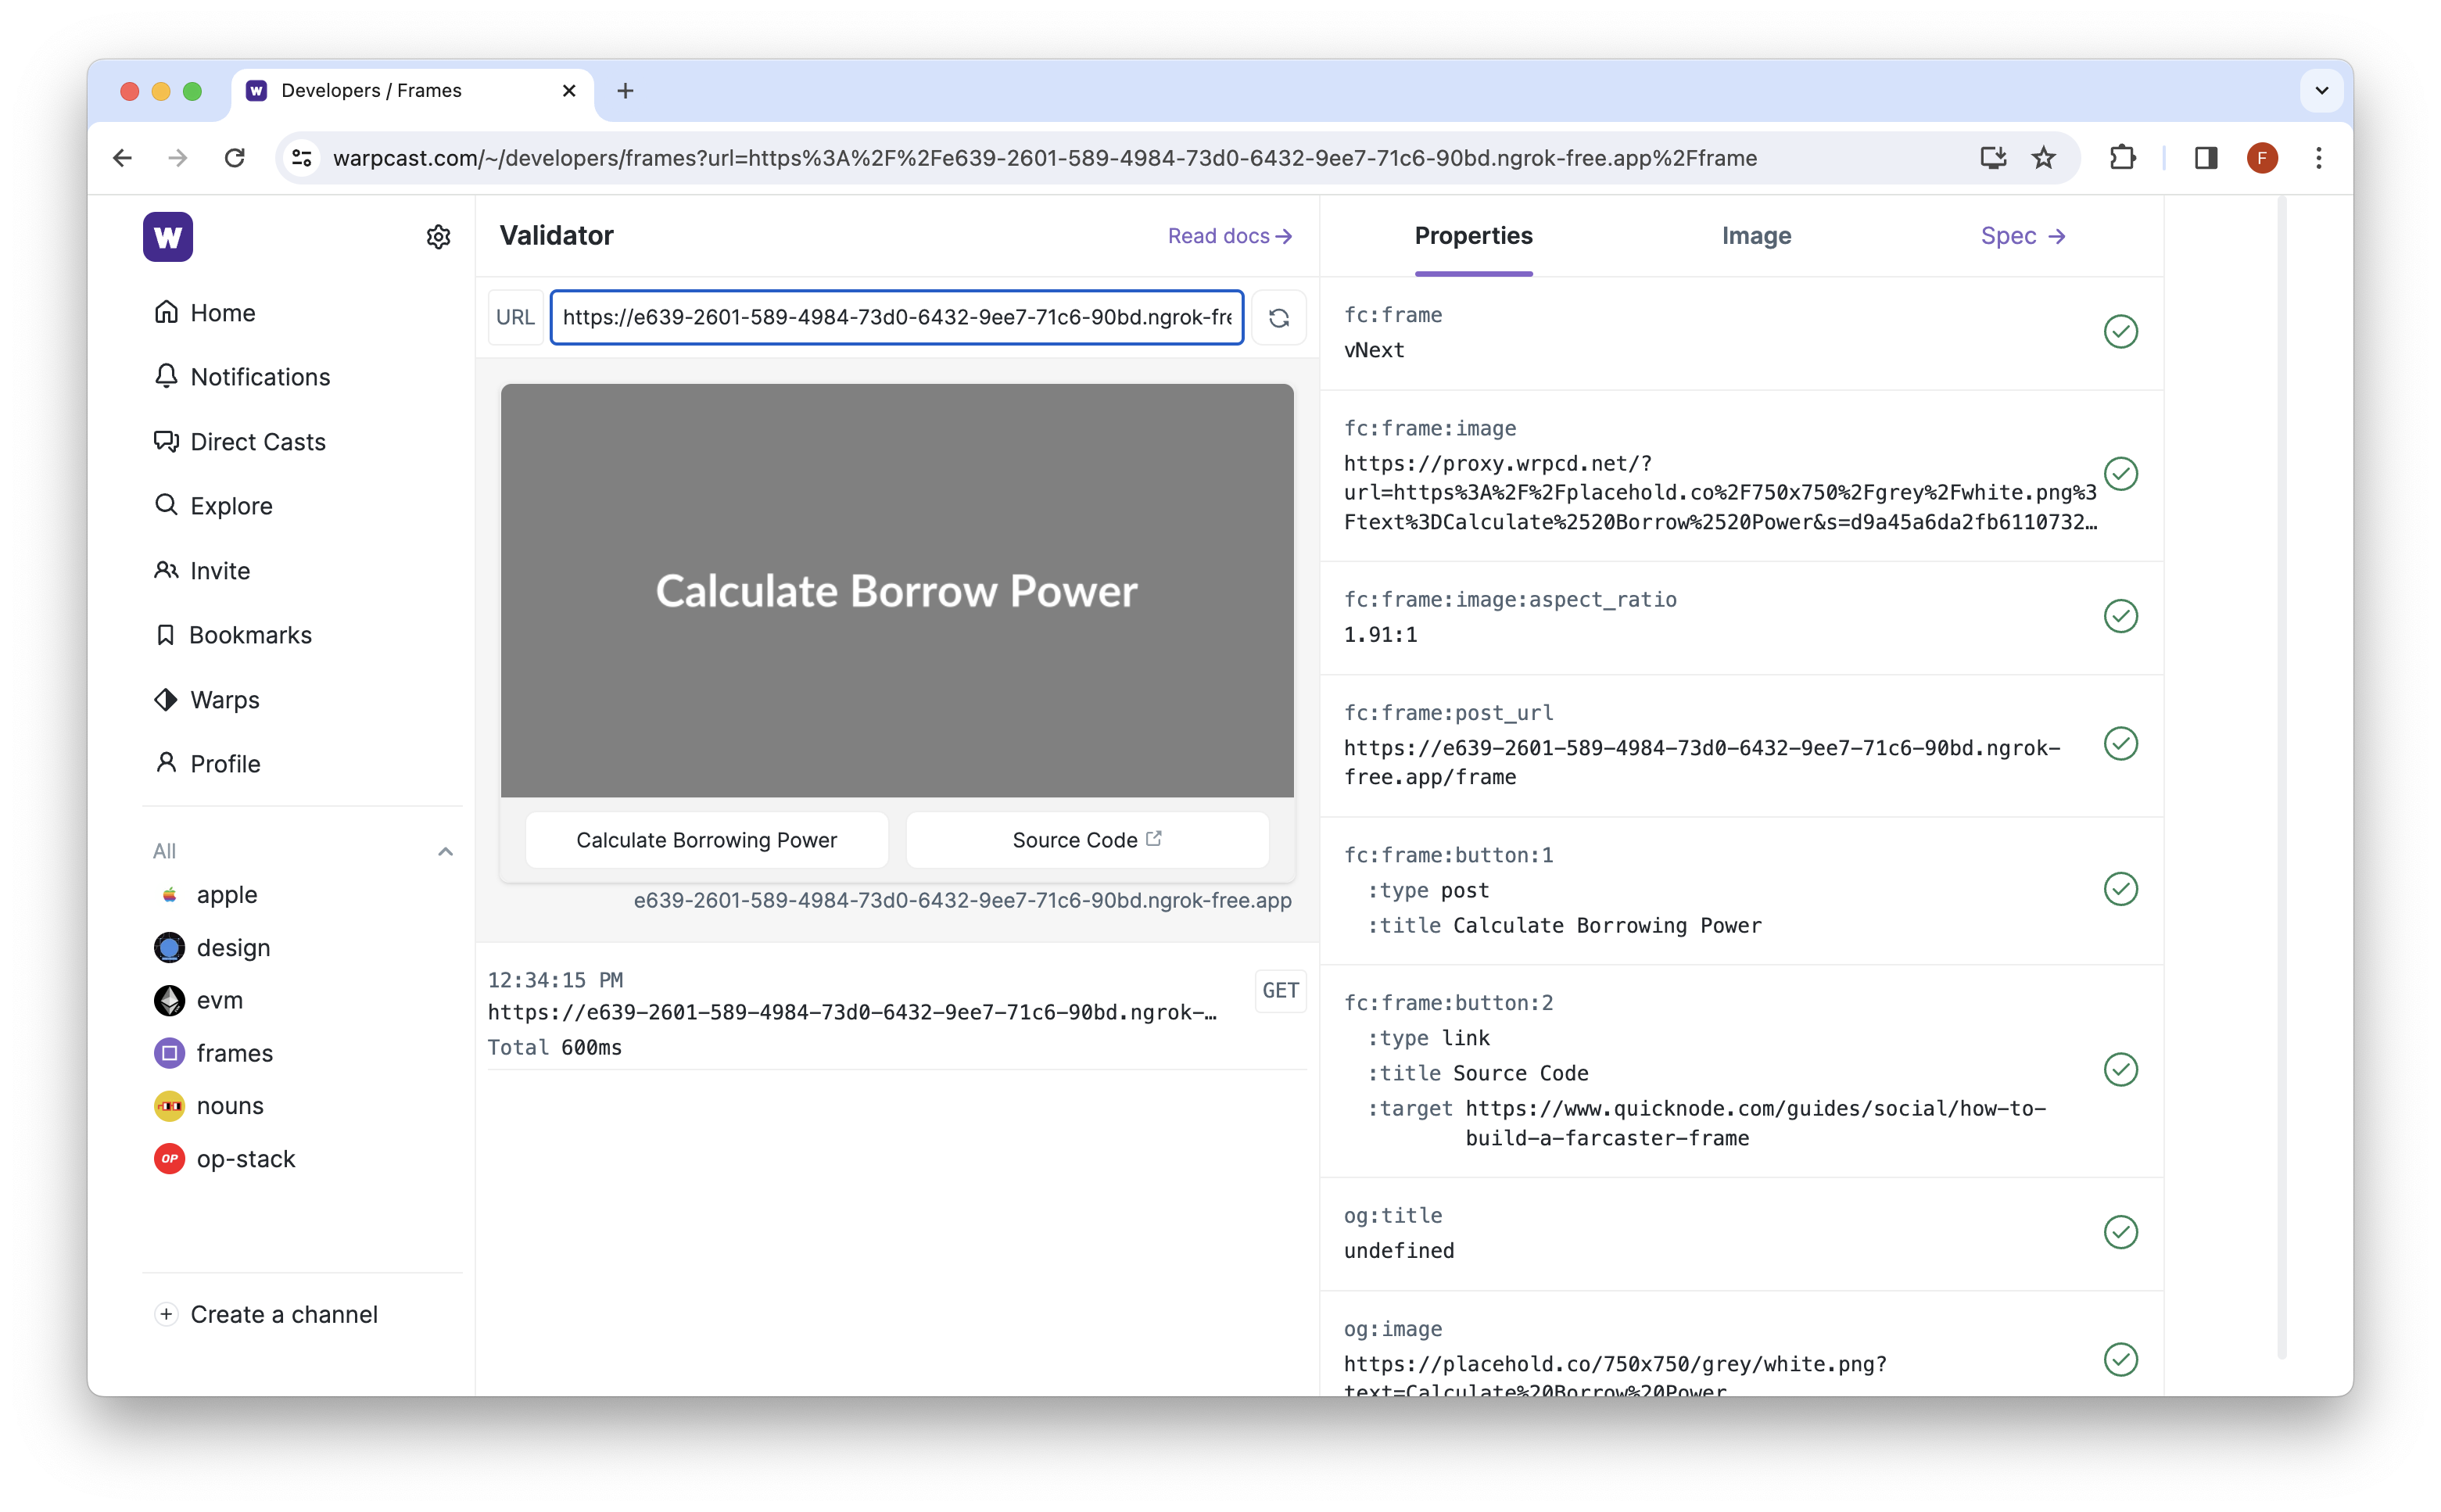 W Developers / Frames
warpcast.com/~/developers/frames?url=https%3A%2F%2Fe639-2601-589-4984-73d0-6432-9ee7-71c6-90bd.ngrok-free.app%2Fframe
F
W
Home
Notifications
Direct Casts
Explore
Invite
Bookmarks
Warps
Profile
All
apple
design
evm
frames
nouns
OP op-stack
Create a channel
Validator
Read docs →
URL https://e639-2601-589-4984-73d0-6432-9ee7-71c6-90bd.ngrok-fre
Calculate Borrow Power
Calculate Borrowing Power
Source Code
e639-2601-589-4984-73d0-6432-9ee7-71c6-90bd.ngrok-free.app
12:34:15 PM
GET
https://e639-2601-589-4984-73d0-6432-9ee7-71c6-90bd.ngrok-…
Total 600ms
Properties
Image
Spec →
fc:frame
vNext
fc:frame:image
https://proxy.wrpcd.net/?
url=https%3A%2F%2Fplacehold.co%2F750x750%2Fgrey%2Fwhite.png%3
Ftext%3DCalculate%2520Borrow%2520Power&s=d9a45a6da2fb6110732…
fc:frame:image:aspect_ratio
1.91:1
fc:frame:post_url
https://e639-2601-589-4984-73d0-6432-9ee7-71c6-90bd.ngrok-
free.app/frame
fc:frame:button:1
:type post
:title Calculate Borrowing Power
fc:frame:button:2
:type link
:title Source Code
:target https://www.quicknode.com/guides/social/how-to-
build-a-farcaster-frame
og:title
undefined
og:image
https://placehold.co/750x750/grey/white.png?
text=Calculate%20Borrow%20Power